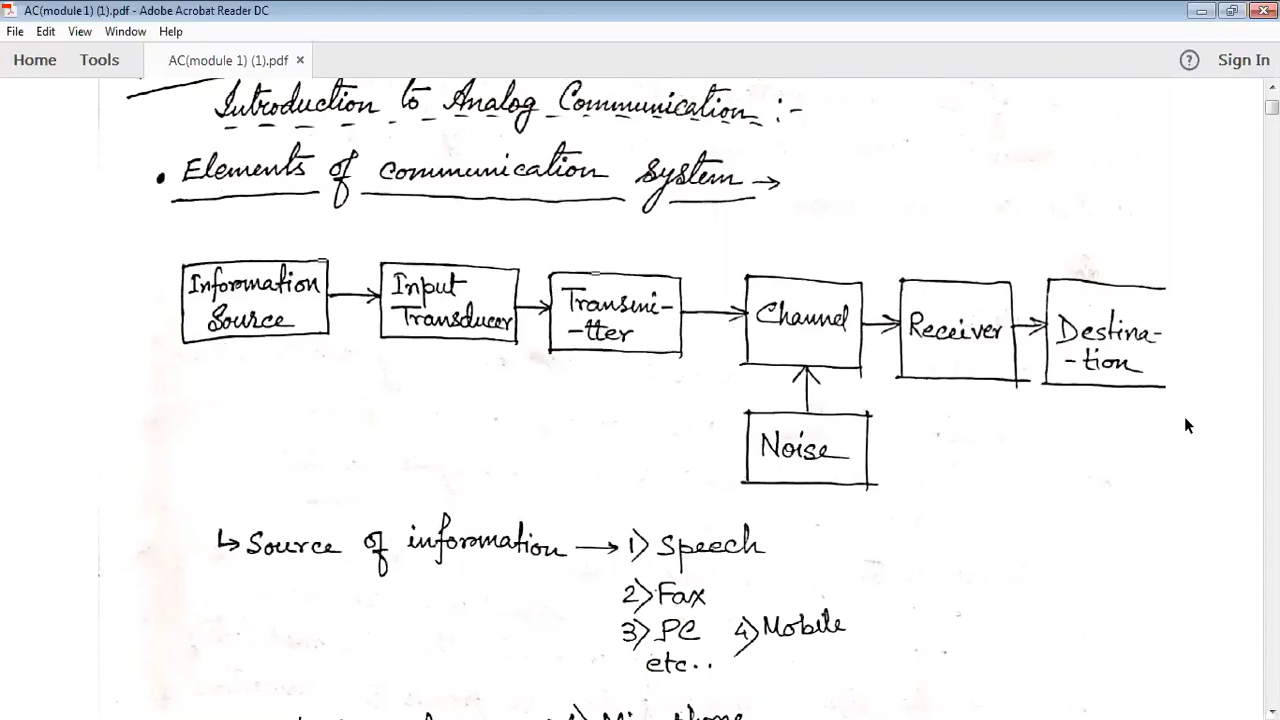 AC(module 1) (1).pdf - Adobe Acrobat Reader DC
File Edit View Window Help
Home Tools AC(module 1) (1).pdf × ? Sign In
Introduction to Analog Communication :-
• Elements of communication system →
Information
Source
Input
Transducer
Transmi-
-tter
Channel
Receiver
Destina-
-tion
Noise
↳ Source of information → 1) Speech
2) Fax
3) PC 4) Mobile
etc..